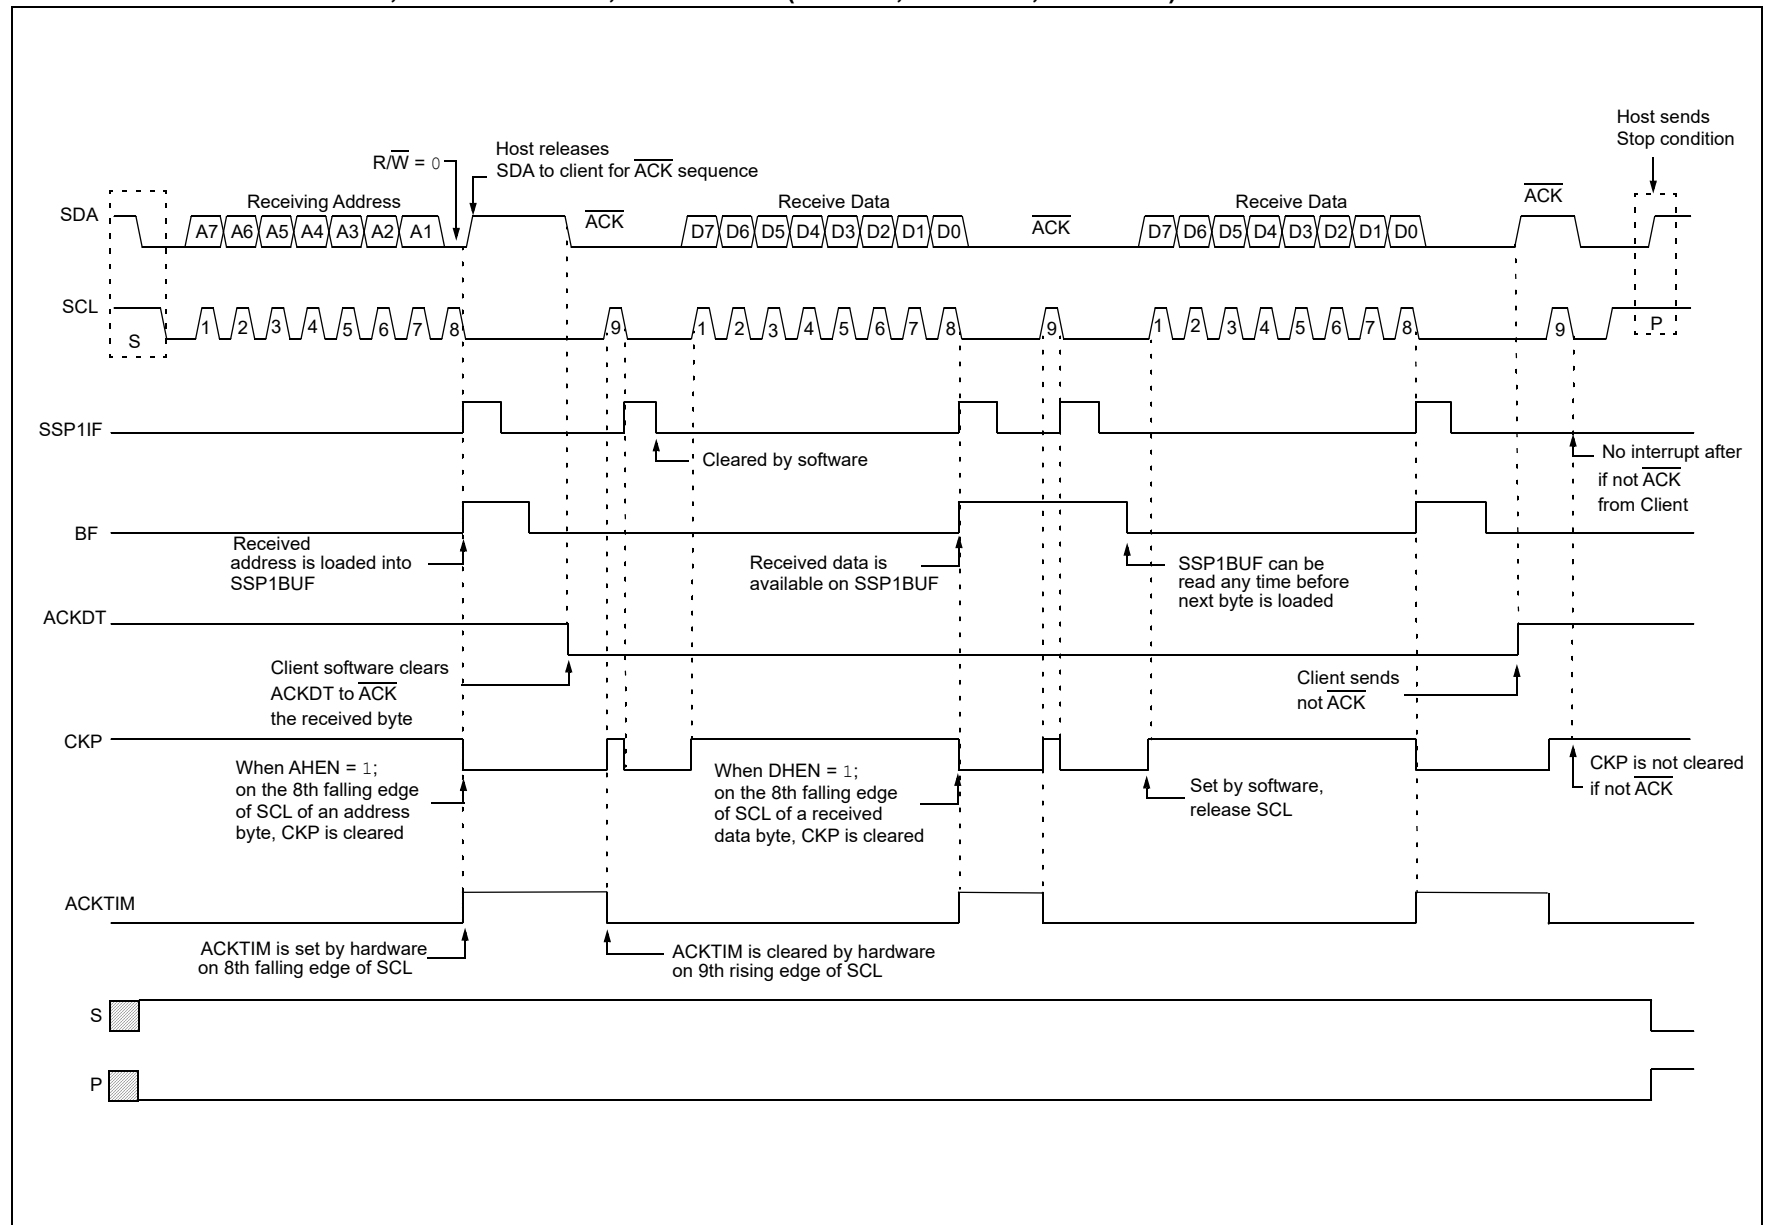 Host sends
Stop condition
Host releases
SDA to client for ACK sequence
R/W = 0
SDA
Receiving Address
A7 A6 A5 A4 A3 A2 A1
ACK
Receive Data
D7 D6 D5 D4 D3 D2 D1 D0
ACK
Receive Data
D7 D6 D5 D4 D3 D2 D1 D0
ACK
SCL
S
1 2 3 4 5 6 7 8
9
1 2 3 4 5 6 7 8
9
1 2 3 4 5 6 7 8
9
P
SSP1IF
Cleared by software
No interrupt after
if not ACK
from Client
BF
Received
address is loaded into
SSP1BUF
Received data is
available on SSP1BUF
SSP1BUF can be
read any time before
next byte is loaded
ACKDT
Client software clears
ACKDT to ACK
the received byte
Client sends
not ACK
CKP
When AHEN = 1;
on the 8th falling edge
of SCL of an address
byte, CKP is cleared
When DHEN = 1;
on the 8th falling edge
of SCL of a received
data byte, CKP is cleared
Set by software,
release SCL
CKP is not cleared
if not ACK
ACKTIM
ACKTIM is set by hardware
on 8th falling edge of SCL
ACKTIM is cleared by hardware
on 9th rising edge of SCL
S
P